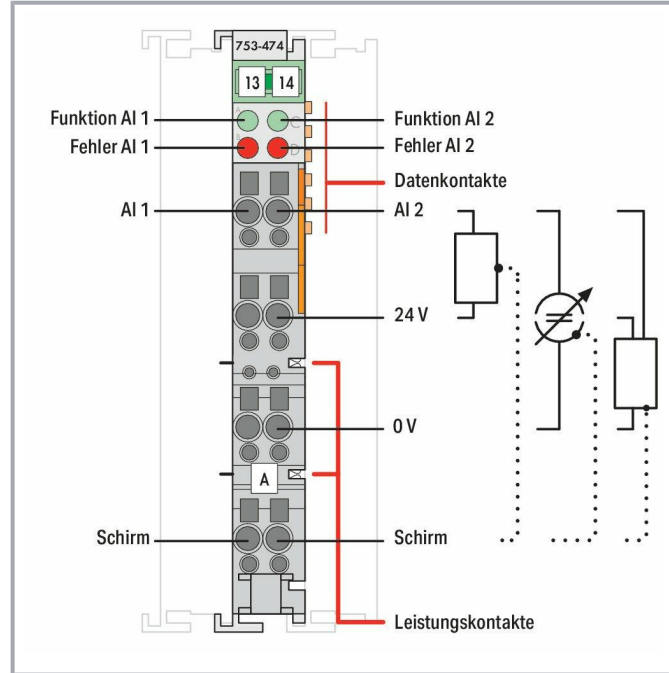 753-474
13 14
Funktion AI 1
Funktion AI 2
A C
Fehler AI 1
Fehler AI 2
D
Datenkontakte
AI 1
AI 2
24 V
0 V
A
Schirm
Schirm
Leistungskontakte